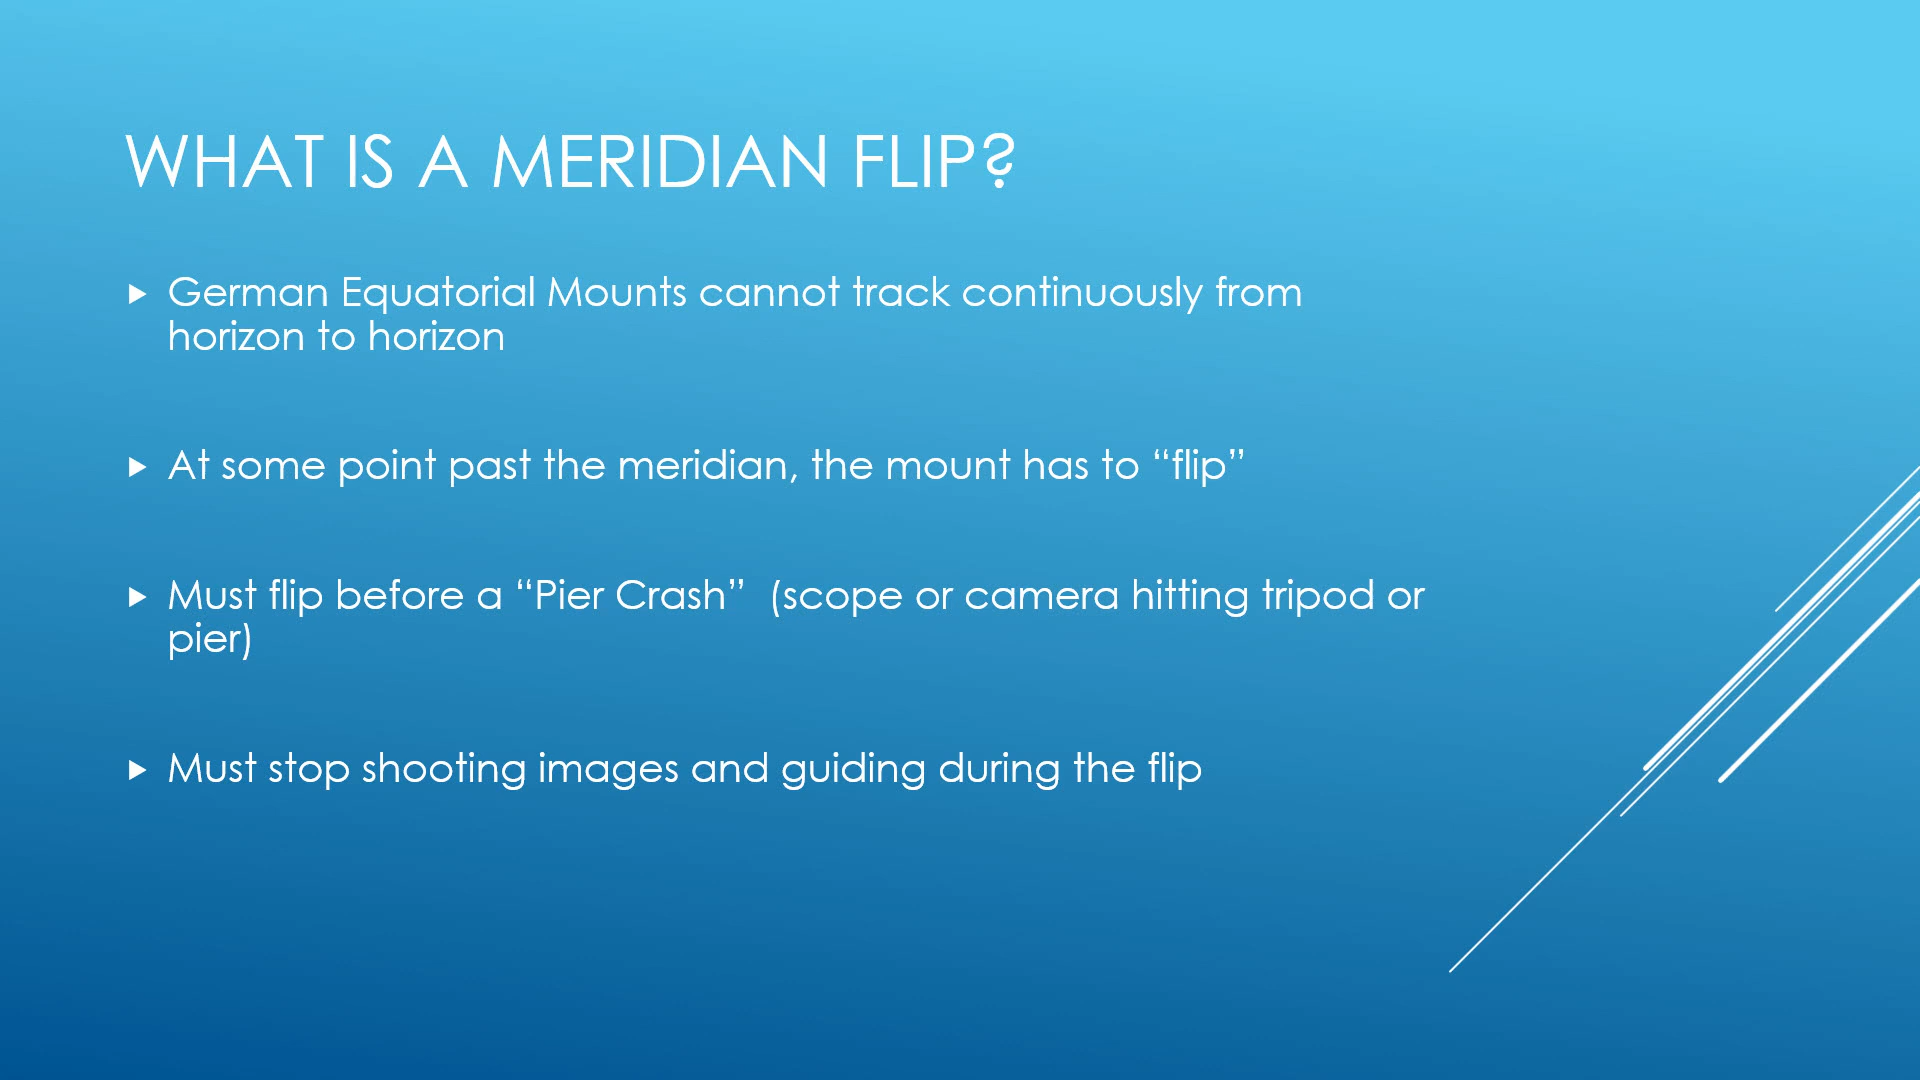 WHAT IS A MERIDIAN FLIP?
German Equatorial Mounts cannot track continuously from
horizon to horizon
At some point past the meridian, the mount has to “flip”
Must flip before a “Pier Crash”  (scope or camera hitting tripod or
pier)
Must stop shooting images and guiding during the flip